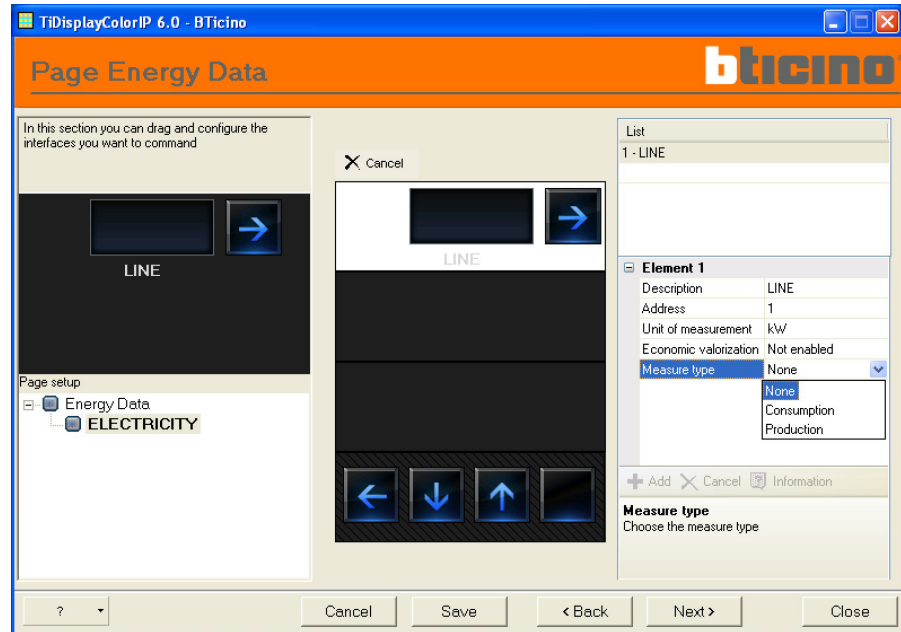 TiDisplayColorIP 6.0 - BTicino
Page Energy Data
bticino
In this section you can drag and configure the
interfaces you want to command
LINE
Page setup
Energy Data
ELECTRICITY
Cancel
LINE
List
1 - LINE
Element 1
Description LINE
Address 1
Unit of measurement kW
Economic valorization Not enabled
Measure type None
None
Consumption
Production
Add Cancel Information
Measure type
Choose the measure type
? Cancel Save < Back Next > Close